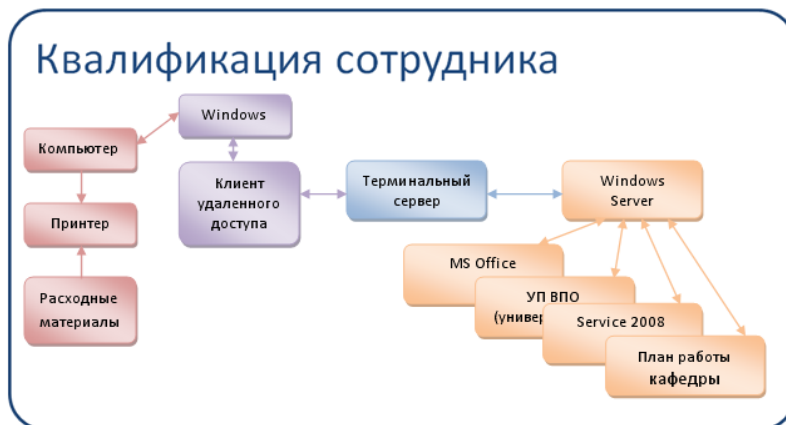 Квалификация сотрудника
Windows
Компьютер
Клиент
удаленного
доступа
Терминальный
сервер
Windows
Server
Принтер
MS Office
УП ВПО
Расходные
материалы
Service 2008
План работы
кафедры